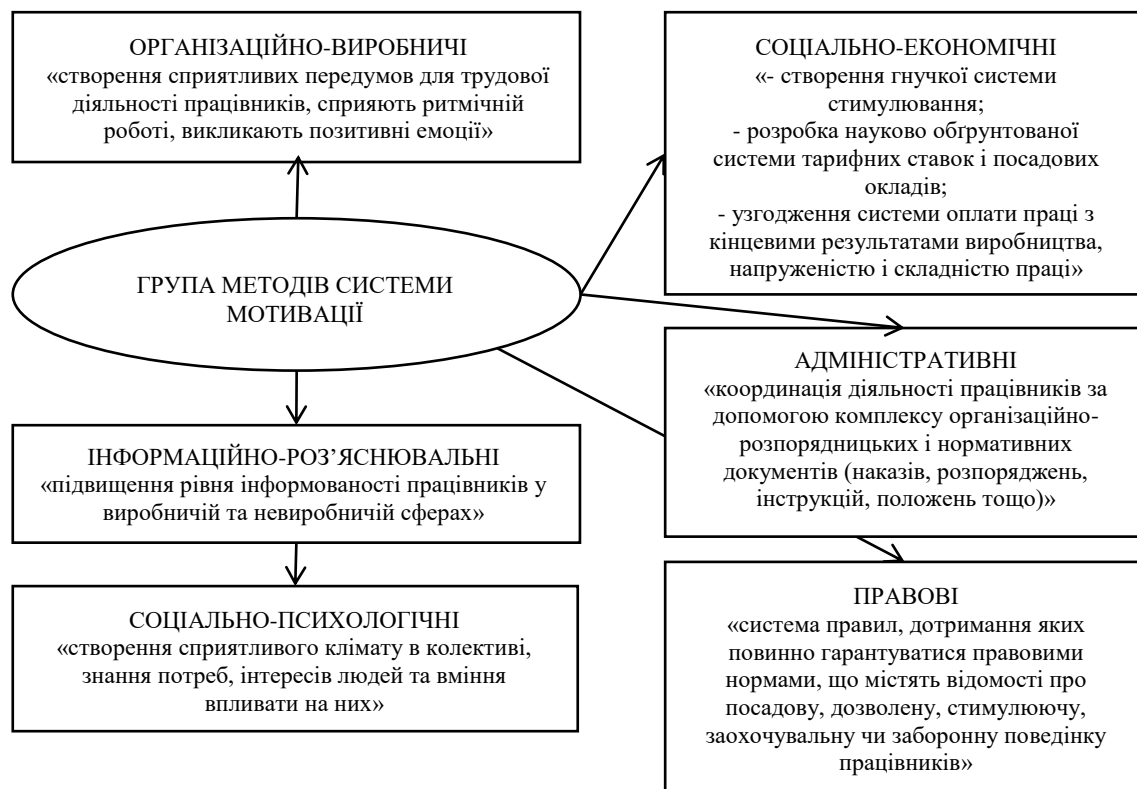 ОРГАНІЗАЦІЙНО-ВИРОБНИЧІ
«створення сприятливих передумов для трудової
діяльності працівників, сприяють ритмічній
роботі, викликають позитивні емоції»
СОЦІАЛЬНО-ЕКОНОМІЧНІ
«- створення гнучкої системи
стимулювання;
- розробка науково обґрунтованої
системи тарифних ставок і посадових
окладів;
- узгодження системи оплати праці з
кінцевими результатами виробництва,
напруженістю і складністю праці»
ГРУПА МЕТОДІВ СИСТЕМИ
МОТИВАЦІЇ
АДМІНІСТРАТИВНІ
«координація діяльності працівників за
допомогою комплексу організаційно-
розпорядницьких і нормативних
документів (наказів, розпоряджень,
інструкцій, положень тощо)»
ІНФОРМАЦІЙНО-РОЗ’ЯСНЮВАЛЬНІ
«підвищення рівня інформованості працівників у
виробничій та невиробничій сферах»
СОЦІАЛЬНО-ПСИХОЛОГІЧНІ
«створення сприятливого клімату в колективі,
знання потреб, інтересів людей та вміння
впливати на них»
ПРАВОВІ
«система правил, дотримання яких
повинно гарантуватися правовими
нормами, що містять відомості про
посадову, дозволену, стимулюючу,
заохочувальну чи заборонну поведінку
працівників»